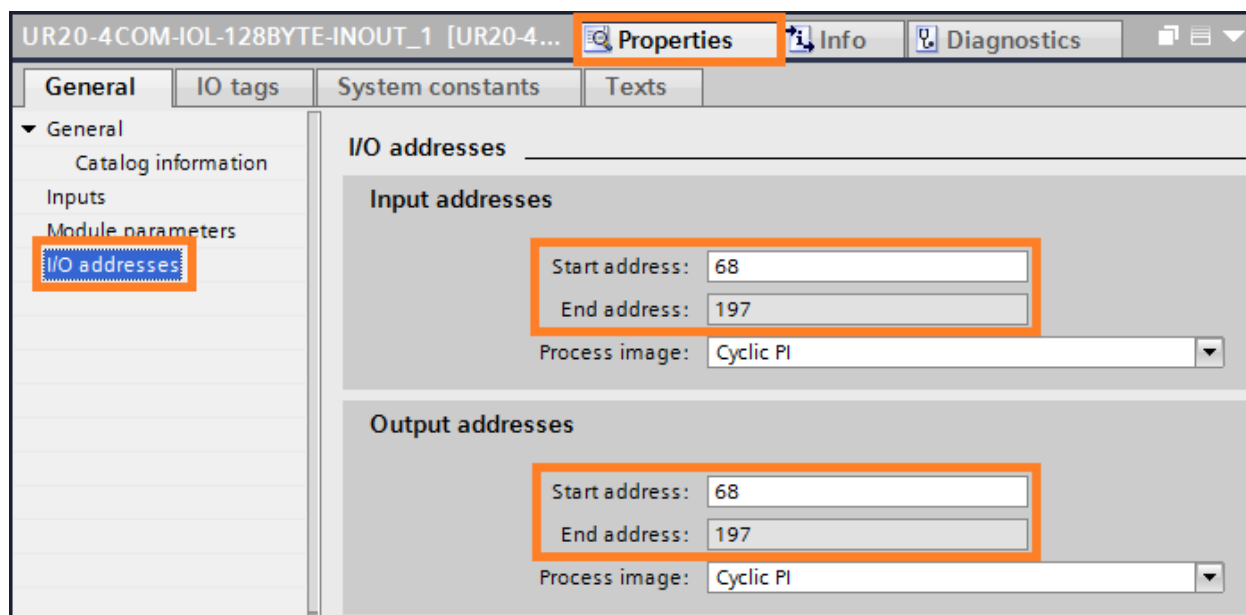 UR20-4COM-IOL-128BYTE-INOUT_1 [UR20-4... Properties Info Diagnostics
General IO tags System constants Texts
General
Catalog information
Inputs
Module parameters
I/O addresses
I/O addresses
Input addresses
Start address: 68
End address: 197
Process image: Cyclic PI
Output addresses
Start address: 68
End address: 197
Process image: Cyclic PI